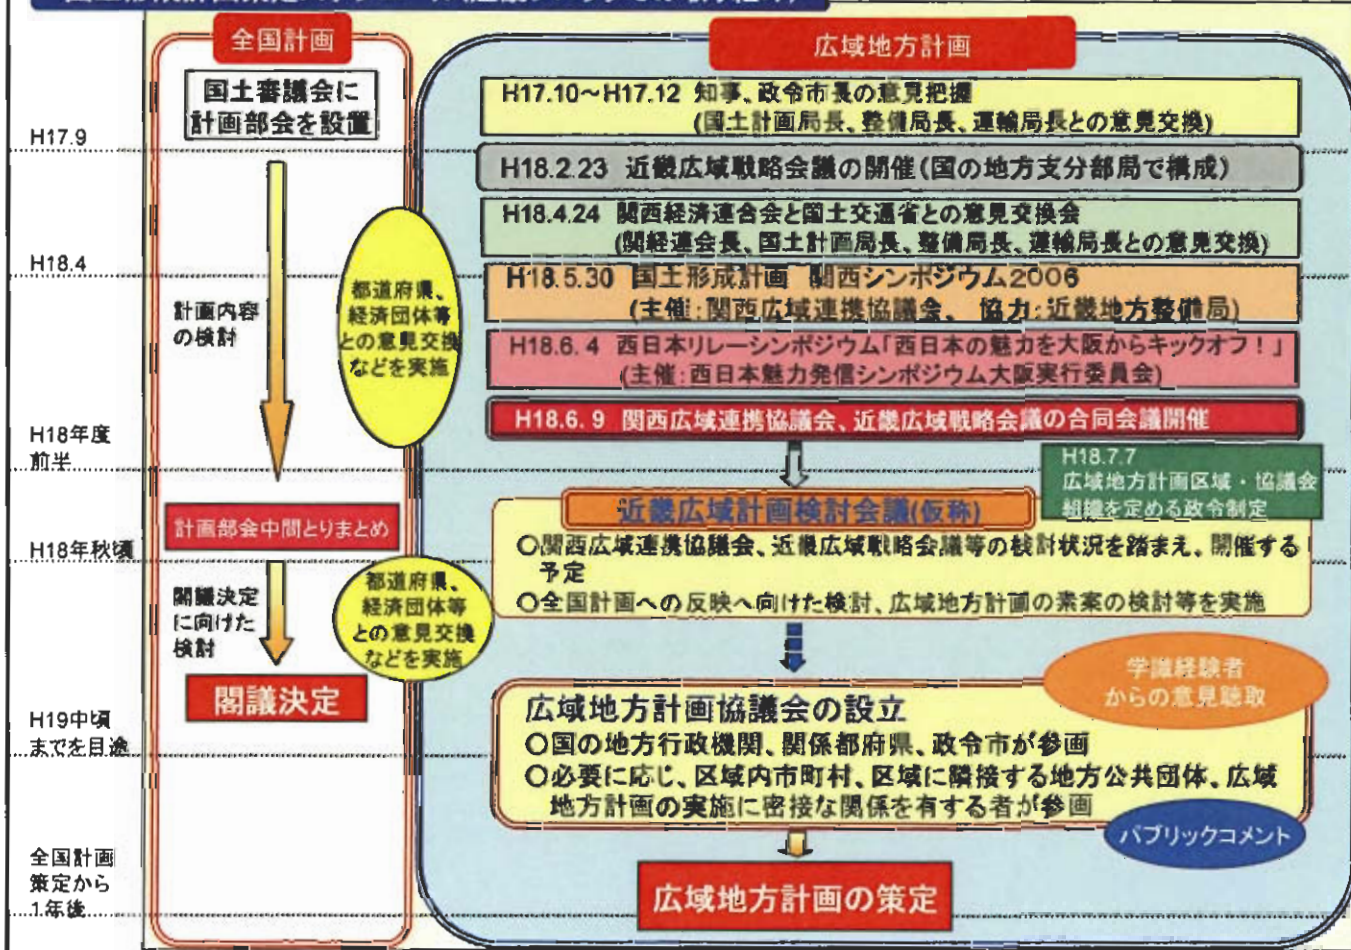 全国計画
国土審議会に
計画部会を設置
計画内容
の検討
都道府県、
経済団体等
との意見交換
などを実施
計画部会中間とりまとめ
閣議決定
に向けた
検討
都道府県、
経済団体等
との意見交換
などを実施
閣議決定
H17.9
H18.4
H18年度
前半
H18年秋頃
H19中頃
までを目途
全国計画
策定から
1年後
広域地方計画
H17.10～H17.12 知事、政令市長の意見把握
(国土計画局長、整備局長、運輸局長との意見交換)
H18.2.23 近畿広域戦略会議の開催(国の地方支分部局で構成)
H18.4.24 関西経済連合会と国土交通省との意見交換会
(関経連会長、国土計画局長、整備局長、運輸局長との意見交換)
H18.5.30 国土形成計画 関西シンポジウム2006
(主催:関西広域連携協議会、 協力:近畿地方整備局)
H18.6. 4 西日本リレーシンポジウム「西日本の魅力を大阪からキックオフ！」
(主催:西日本魅力発信シンポジウム大阪実行委員会)
H18.6. 9 関西広域連携協議会、近畿広域戦略会議の合同会議開催
H18.7.7
広域地方計画区域・協議会
組織を定める政令制定
近畿広域計画検討会議(仮称)
○関西広域連携協議会、近畿広域戦略会議等の検討状況を踏まえ、開催する
予定
○全国計画への反映へ向けた検討、広域地方計画の素案の検討等を実施
学識経験者
からの意見聴取
広域地方計画協議会の設立
○国の地方行政機関、関係都府県、政令市が参画
○必要に応じ、区域内市町村、区域に隣接する地方公共団体、広域
地方計画の実施に密接な関係を有する者が参画
パブリックコメント
広域地方計画の策定